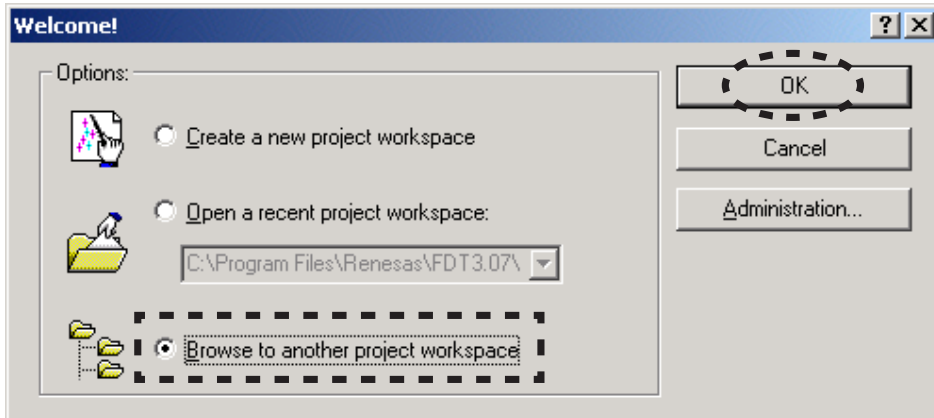 Welcome!
Options:
Create a new project workspace
Open a recent project workspace:
C:\Program Files\Renesas\FDT3.07\
Browse to another project workspace
OK
Cancel
Administration...